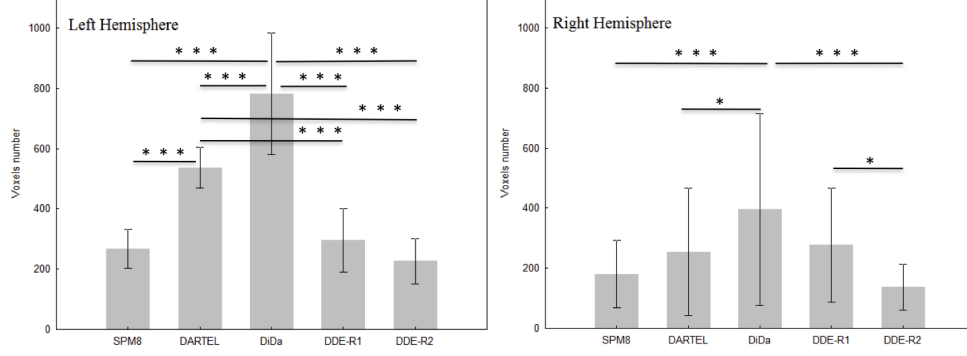 Left Hemisphere
Voxels number
1000
800
600
400
200
0
* * *
* * *
* * *
* * *
* * *
* * *
* * *
SPM8 DARTEL DiDa DDE-R1 DDE-R2
Right Hemisphere
Voxels number
1000
800
600
400
200
0
* * *
* * *
*
*
SPM8 DARTEL DiDa DDE-R1 DDE-R2